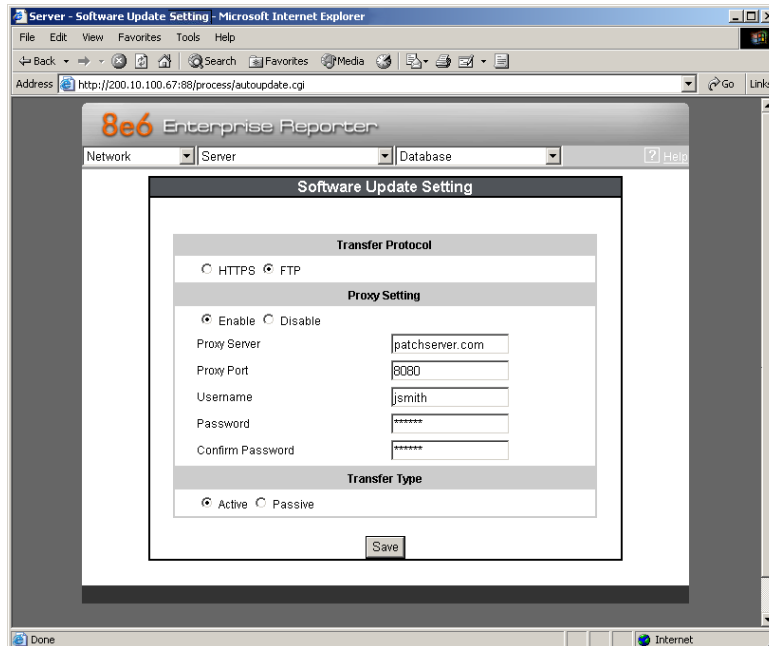 Server - Software Update Setting - Microsoft Internet Explorer
File Edit View Favorites Tools Help
Back Search Favorites Media
Address http://200.10.100.67:88/process/autoupdate.cgi Go Links
8e6 Enterprise Reporter
Network Server Database ? Help
Software Update Setting
Transfer Protocol
HTTPS FTP
Proxy Setting
Enable Disable
Proxy Server patchserver.com
Proxy Port 8080
Username jsmith
Password ******
Confirm Password ******
Transfer Type
Active Passive
Save
Done Internet